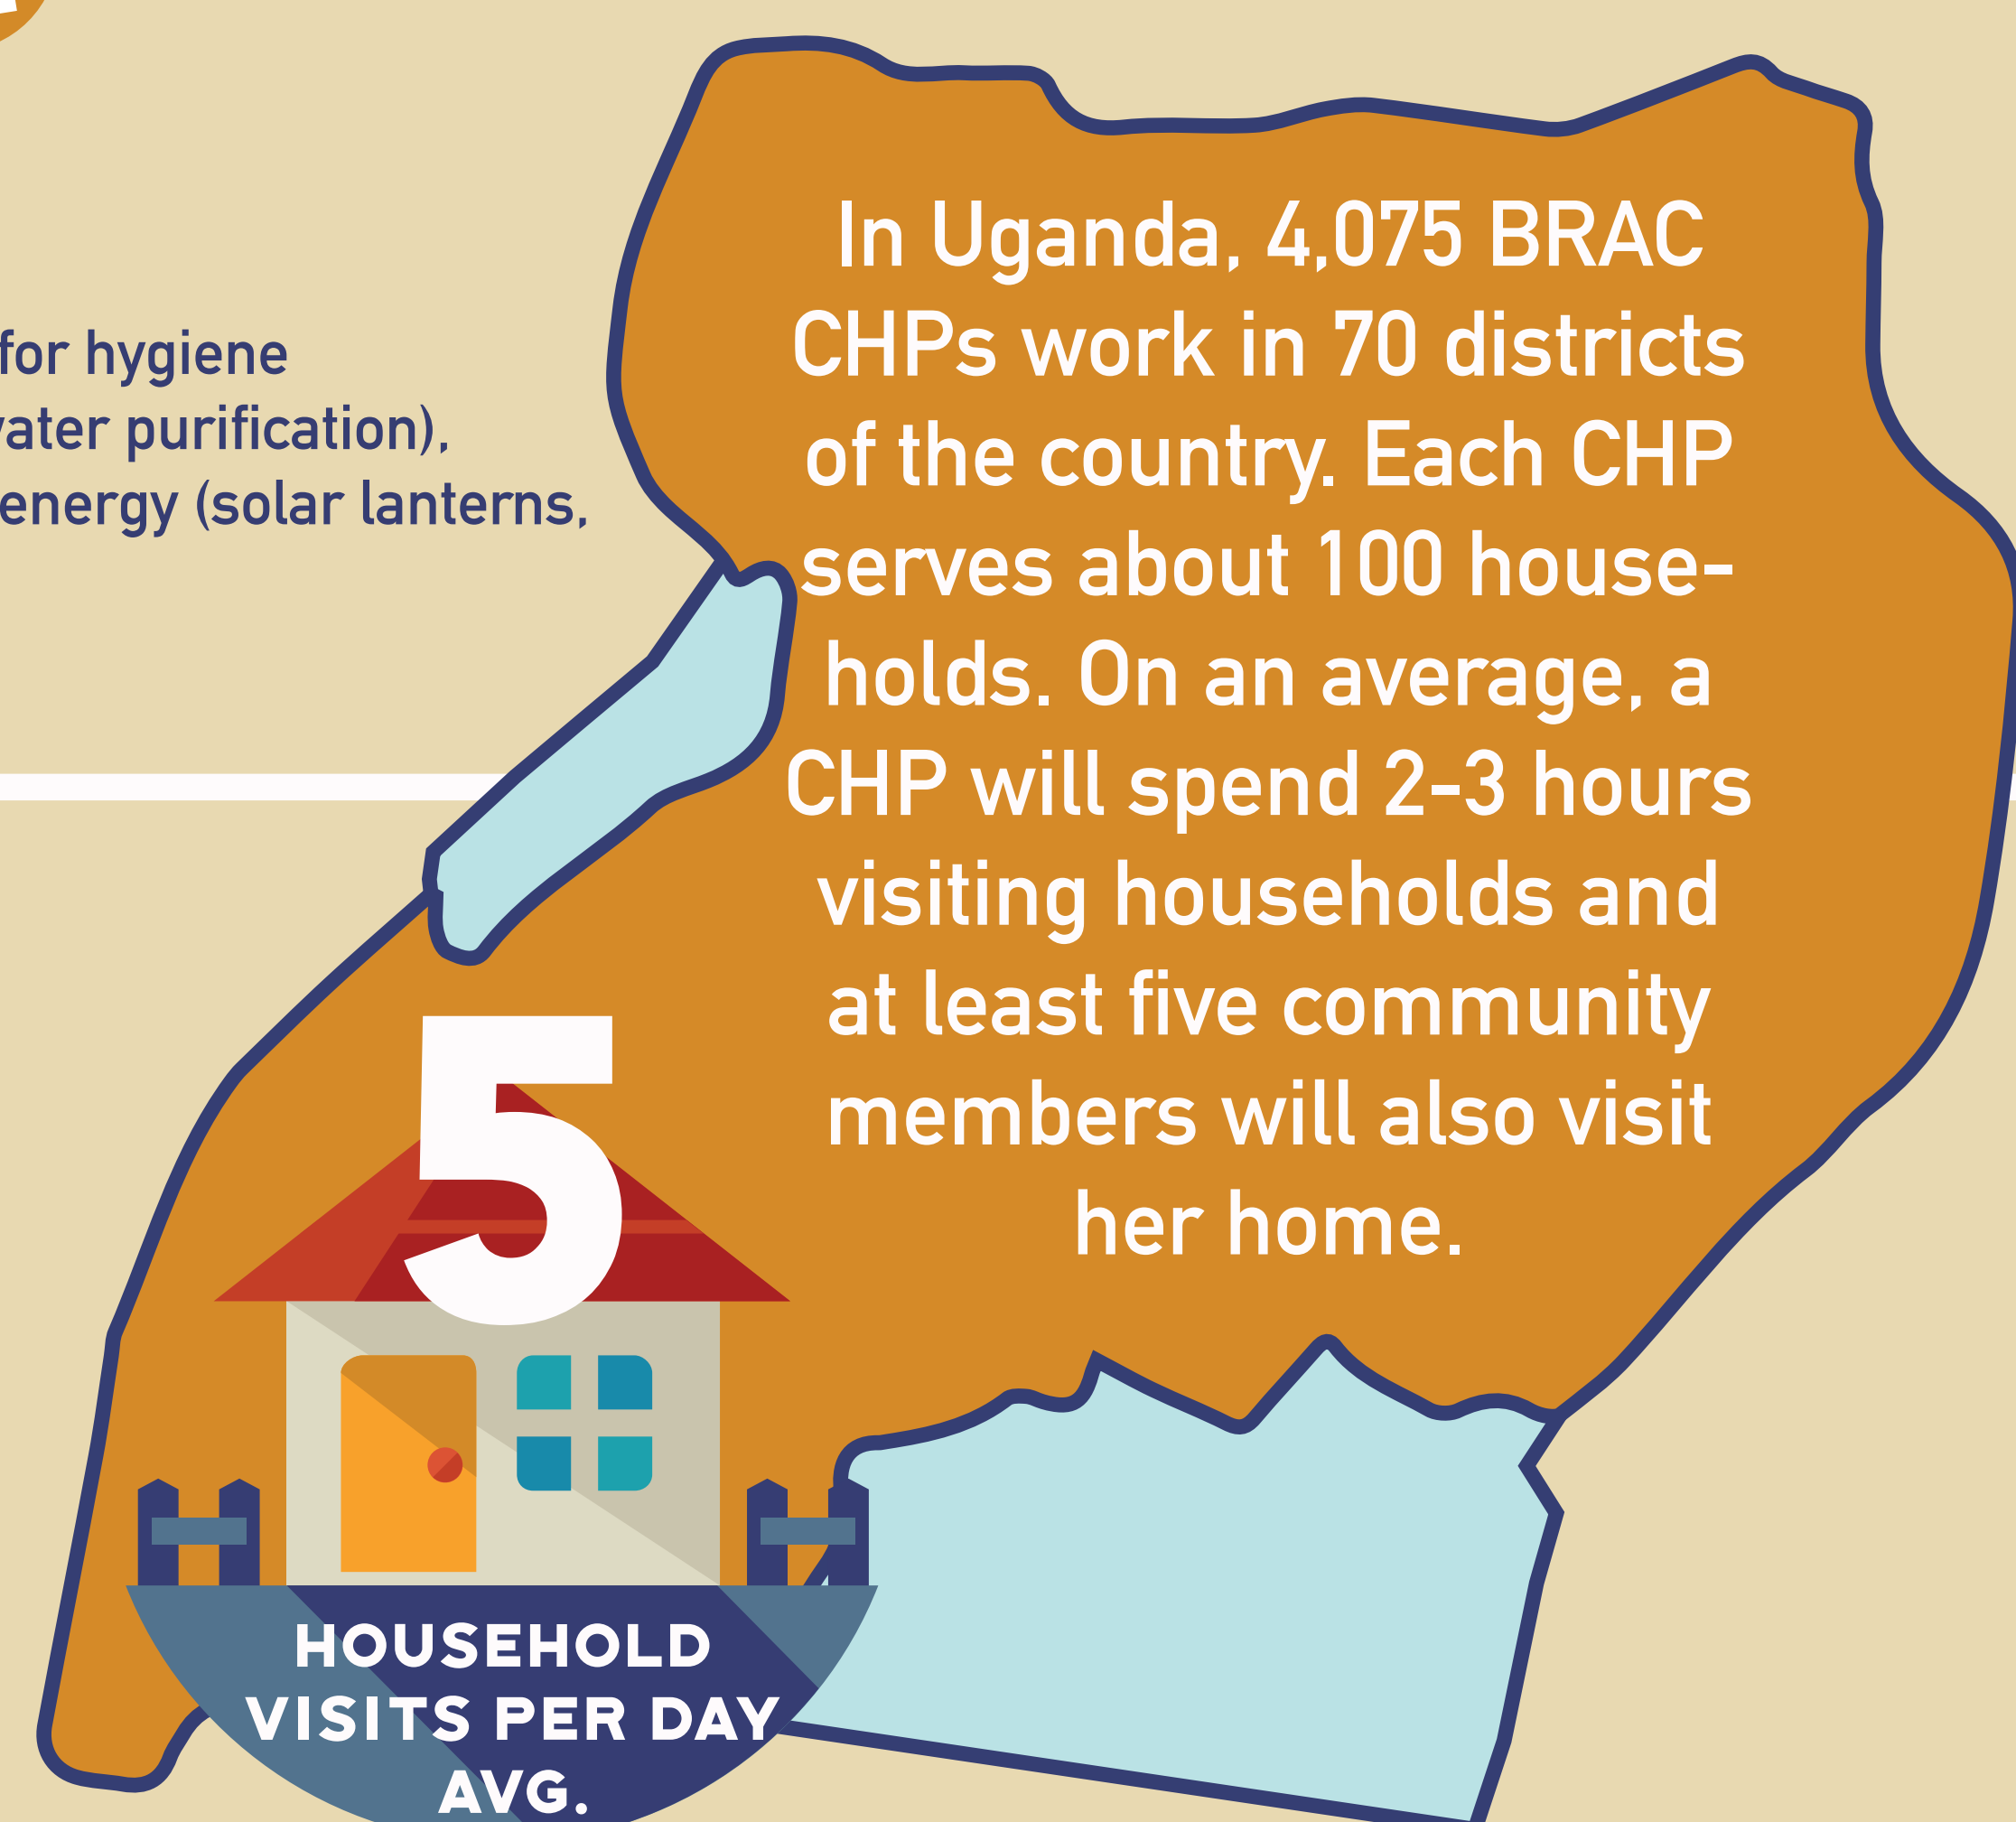 for hygiene
purification),
energy (solar lanterns,
In Uganda, 4,075 BRAC
CHPs work in 70 districts
of the country. Each CHP
serves about 100 house-
holds. On an average, a
CHP will spend 2-3 hours
visiting households and
at least five community
members will also visit
her home.
5
HOUSEHOLD
VISITS PER DAY
AVG.